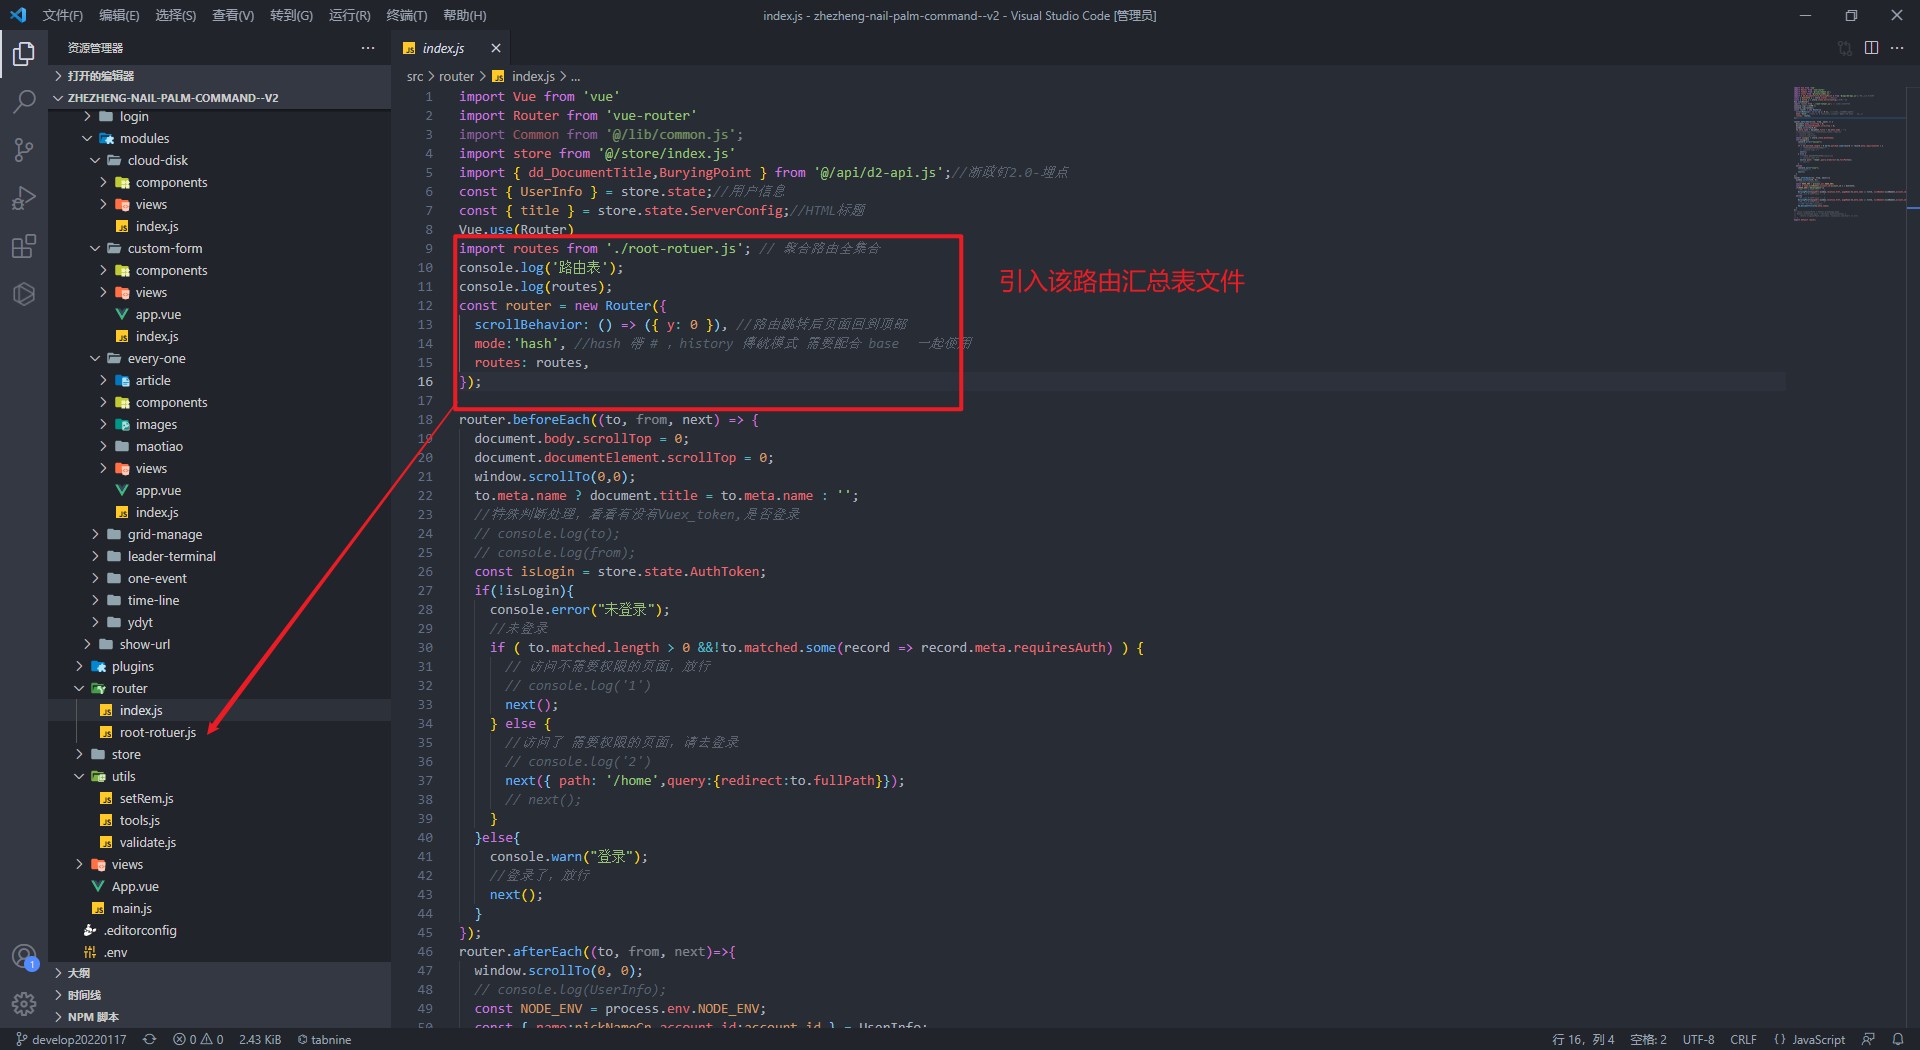 文件(F) 编辑(E) 选择(S) 查看(V) 转到(G) 运行(R) 终端(T) 帮助(H)
index.js - zhezheng-nail-palm-command--v2 - Visual Studio Code [管理员]
资源管理器
打开的编辑器
ZHEZHENG-NAIL-PALM-COMMAND--V2
login
modules
cloud-disk
components
views
index.js
custom-form
components
views
app.vue
index.js
every-one
article
components
images
maotiao
views
app.vue
index.js
grid-manage
leader-terminal
one-event
time-line
ydyt
show-url
plugins
router
index.js
root-rotuer.js
store
utils
setRem.js
tools.js
validate.js
views
App.vue
main.js
.editorconfig
.env
大纲
时间线
NPM 脚本
index.js
src > router > index.js > ...
1 import Vue from 'vue'
2 import Router from 'vue-router'
3 import Common from '@/lib/common.js';
4 import store from '@/store/index.js'
5 import { dd_DocumentTitle,BuryingPoint } from '@/api/d2-api.js';//浙政钉2.0-埋点
6 const { UserInfo } = store.state;//用户信息
7 const { title } = store.state.ServerConfig;//HTML标题
8 Vue.use(Router)
9 import routes from './root-rotuer.js'; // 聚合路由全集合
10 console.log('路由表');
11 console.log(routes);
12 const router = new Router({
13 scrollBehavior: () => ({ y: 0 }), //路由跳转后页面回到顶部
14 mode:'hash', //hash 带 # , history 传统模式 需要配合 base 一起使用
15 routes: routes,
16 });
17
18 router.beforeEach((to, from, next) => {
19 document.body.scrollTop = 0;
20 document.documentElement.scrollTop = 0;
21 window.scrollTo(0,0);
22 to.meta.name ? document.title = to.meta.name : '';
23 //特殊判断处理, 看看有没有Vuex_token,是否登录
24 // console.log(to);
25 // console.log(from);
26 const isLogin = store.state.AuthToken;
27 if(!isLogin){
28 console.error("未登录");
29 //未登录
30 if ( to.matched.length > 0 &&!to.matched.some(record => record.meta.requiresAuth) ) {
31 // 访问不需要权限的页面, 放行
32 // console.log('1')
33 next();
34 } else {
35 //访问了 需要权限的页面, 请去登录
36 // console.log('2')
37 next({ path: '/home',query:{redirect:to.fullPath}});
38 // next();
39 }
40 }else{
41 console.warn("登录");
42 //登录了, 放行
43 next();
44 }
45 });
46 router.afterEach((to, from, next)=>{
47 window.scrollTo(0, 0);
48 // console.log(UserInfo);
49 const NODE_ENV = process.env.NODE_ENV;
50 const { name:nickNameCn,account_id:account_id } = UserInfo;
引入该路由汇总表文件
1
develop20220117 0 0 2.43 KiB tabnine
行 16, 列 4 空格: 2 UTF-8 CRLF JavaScript